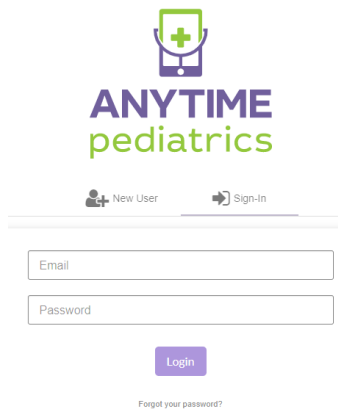 ANYTIME
pediatrics
New User
Sign-In
Email
Password
Login
Forgot your password?